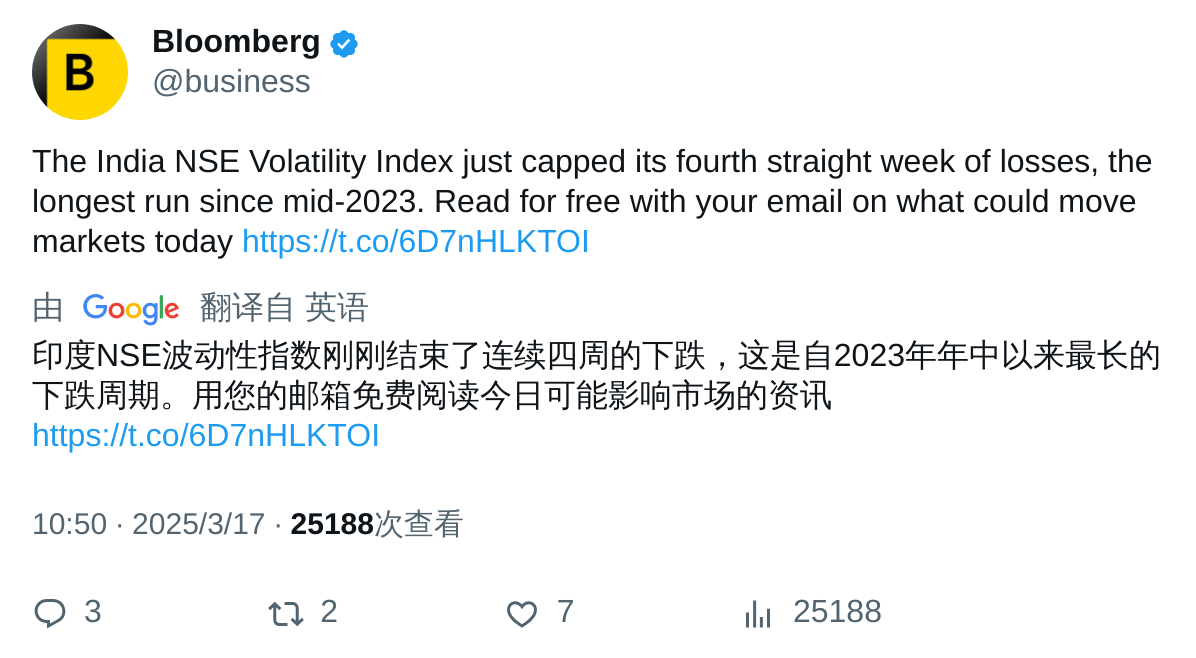 B
Bloomberg
@business
The India NSE Volatility Index just capped its fourth straight week of losses, the
longest run since mid-2023. Read for free with your email on what could move
markets today https://t.co/6D7nHLKTOI
由 Google 翻译自 英语
印度NSE波动性指数刚刚结束了连续四周的下跌，这是自2023年年中以来最长的
下跌周期。用您的邮箱免费阅读今日可能影响市场的资讯
https://t.co/6D7nHLKTOI
10:50 · 2025/3/17 · 25188次查看
3 2 7 25188